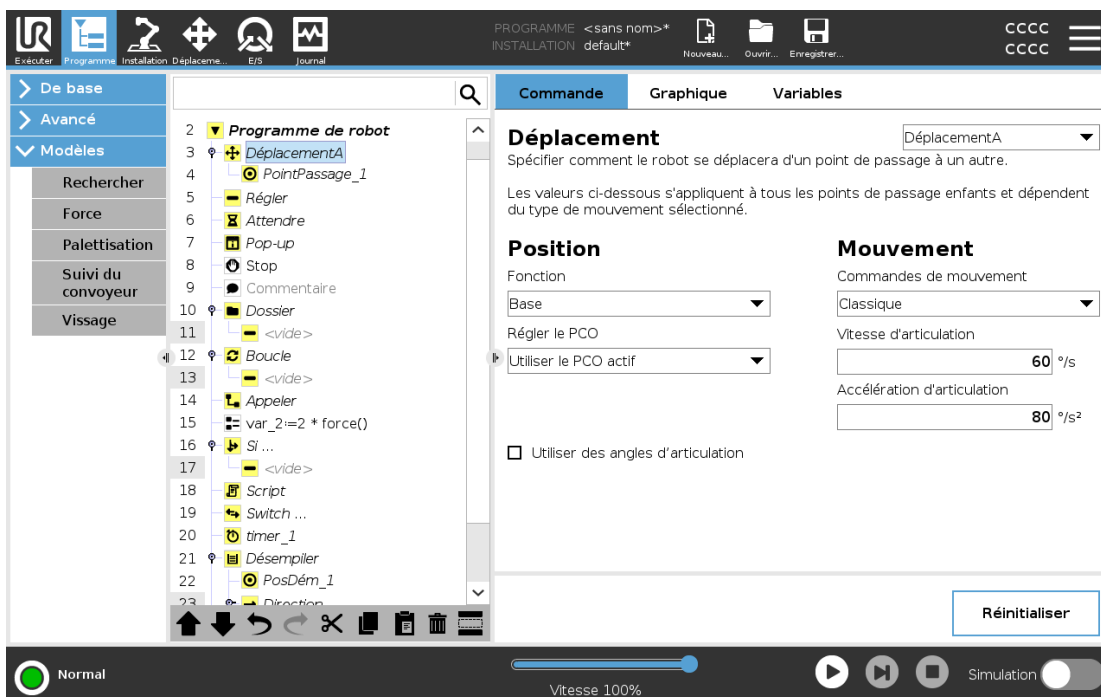 PROGRAMME <sans nom>*
INSTALLATION default*
Exécuter
Programme
Installation
Déplaceme...
E/S
Journal
Nouveau...
Ouvrir...
Enregistrer...
CCCC
CCCC
De base
Avancé
Modèles
Rechercher
Force
Palettisation
Suivi du
convoyeur
Vissage
2 Programme de robot
3 DéplacementA
4 PointPassage_1
5 Régler
6 Attendre
7 Pop-up
8 Stop
9 Commentaire
10 Dossier
11 <vide>
12 Boucle
13 <vide>
14 Appeler
15 var_2:=2 * force()
16 Si ...
17 <vide>
18 Script
19 Switch ...
20 timer_1
21 Désempiler
22 PosDém_1
23 Direction
Commande Graphique Variables
Déplacement
DéplacementA
Spécifier comment le robot se déplacera d'un point de passage à un autre.
Les valeurs ci-dessous s'appliquent à tous les points de passage enfants et dépendent
du type de mouvement sélectionné.
Position
Fonction
Base
Régler le PCO
Utiliser le PCO actif
Utiliser des angles d'articulation
Mouvement
Commandes de mouvement
Classique
Vitesse d'articulation
60 °/s
Accélération d'articulation
80 °/s²
Réinitialiser
Normal
Vitesse 100%
Simulation